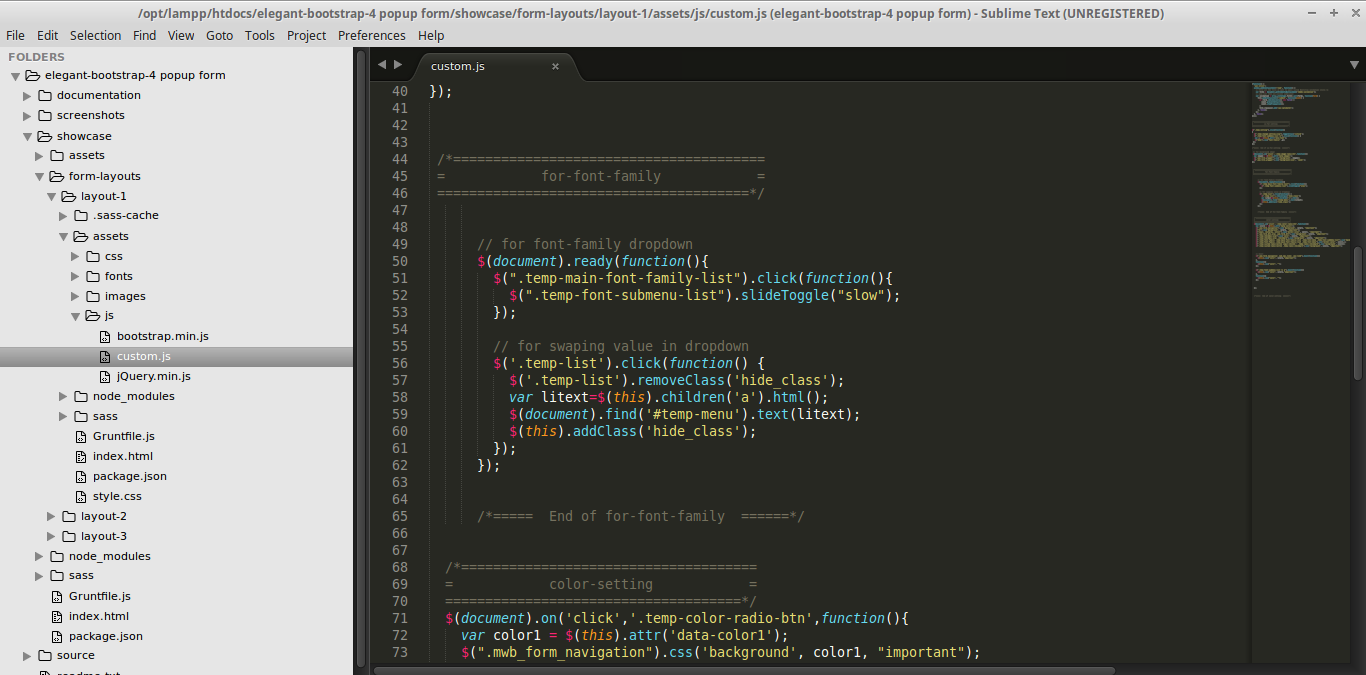 /opt/lampp/htdocs/elegant-bootstrap-4 popup form/showcase/form-layouts/layout-1/assets/js/custom.js (elegant-bootstrap-4 popup form) - Sublime Text (UNREGISTERED)
File Edit Selection Find View Goto Tools Project Preferences Help
FOLDERS
elegant-bootstrap-4 popup form
documentation
screenshots
showcase
assets
form-layouts
layout-1
.sass-cache
assets
css
fonts
images
js
bootstrap.min.js
custom.js
jQuery.min.js
node_modules
sass
Gruntfile.js
index.html
package.json
style.css
layout-2
layout-3
node_modules
sass
Gruntfile.js
index.html
package.json
source
readme.txt
custom.js ×
40 });
41
42
43
44 /*======================================
45 = for-font-family =
46 ======================================*/
47
48
49 // for font-family dropdown
50 $(document).ready(function(){
51 $(".temp-main-font-family-list").click(function(){
52 $(".temp-font-submenu-list").slideToggle("slow");
53 });
54
55 // for swaping value in dropdown
56 $('.temp-list').click(function() {
57 $('.temp-list').removeClass('hide_class');
58 var litext=$(this).children('a').html();
59 $(document).find('#temp-menu').text(litext);
60 $(this).addClass('hide_class');
61 });
62 });
63
64
65 /*===== End of for-font-family ======*/
66
67
68 /*====================================
69 = color-setting =
70 ====================================*/
71 $(document).on('click','.temp-color-radio-btn',function(){
72 var color1 = $(this).attr('data-color1');
73 $(".mwb_form_navigation").css('background', color1, "important");